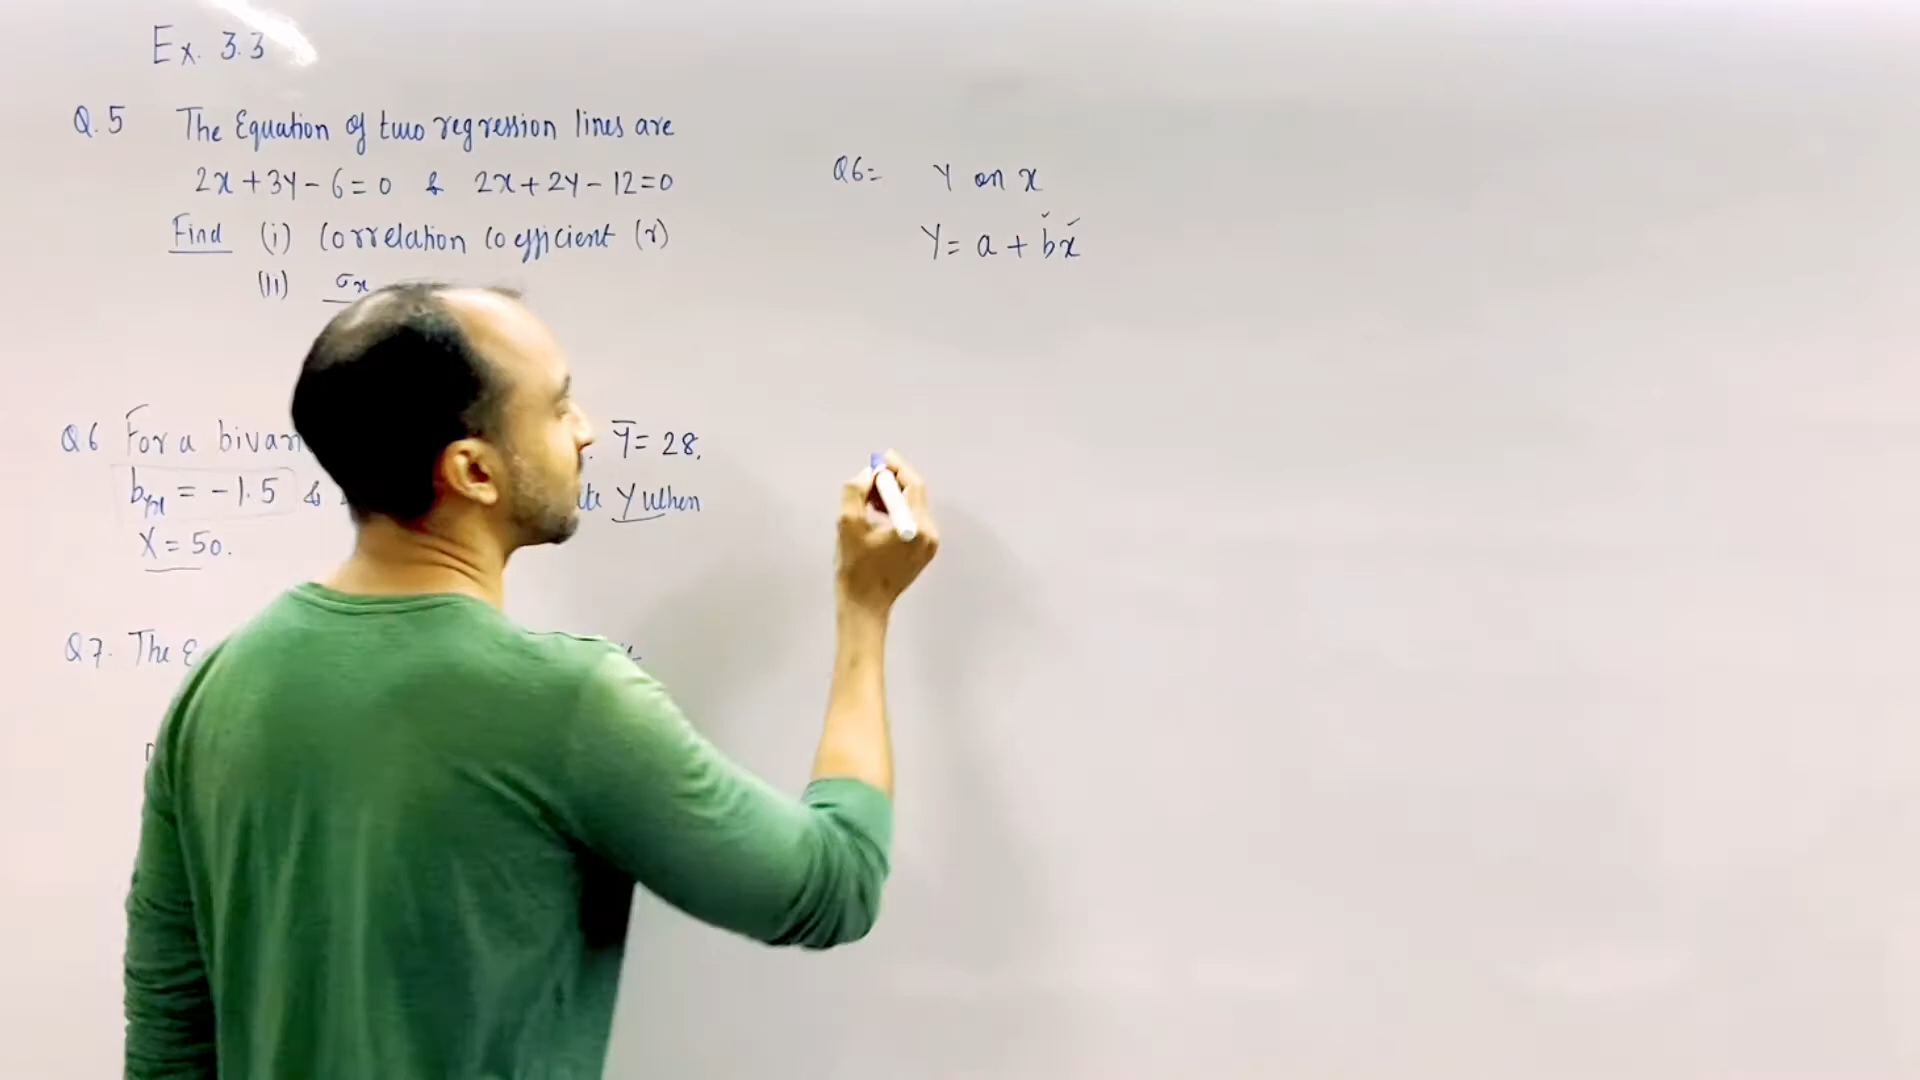 Ex. 3.3
Q.5 The Equation of two regression lines are
2x+3y-6=0 & 2x+2y-12=0
Find (i) Correlation Coefficient (r)
(ii) σx
Q6 For a bivar Y̅= 28.
byx = -1.5 & Y when
X = 50.
Q7. The E
Q6= Y on x
Y= a + bx